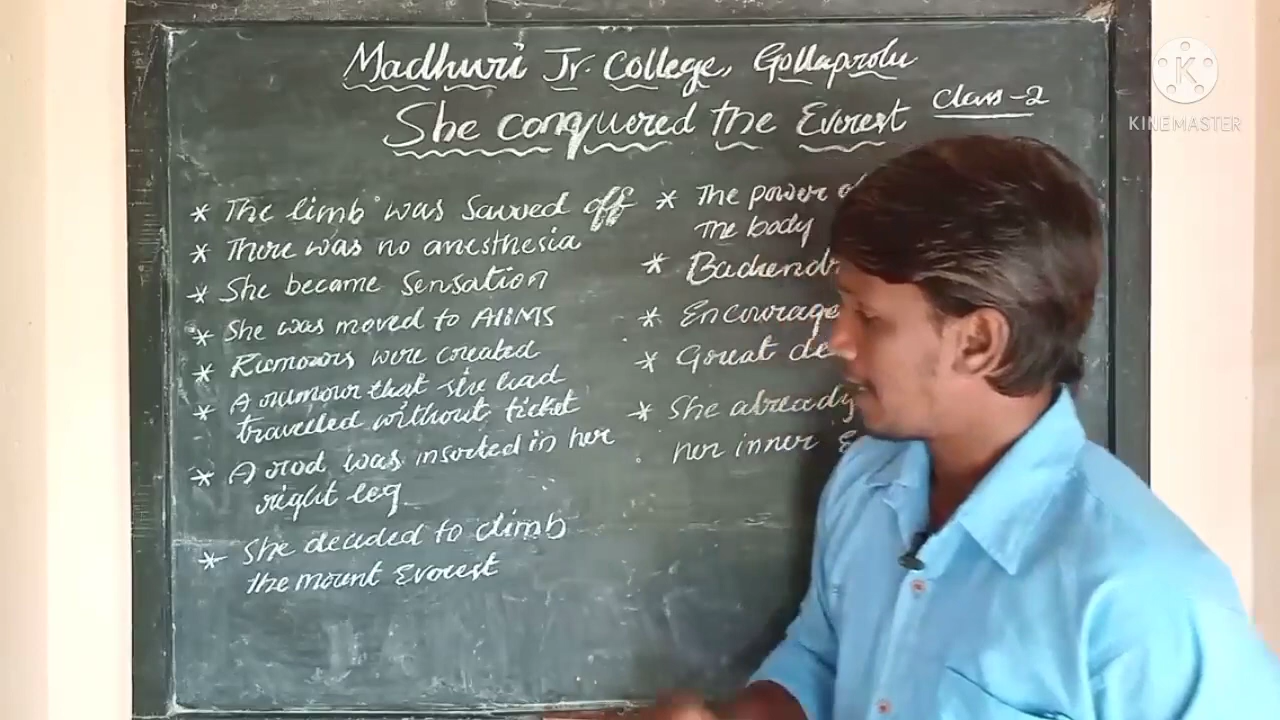 Madhuri Jr. College, Gollaprolu
She conquered the Everest
Class-2
* The limb was Sawed off
* There was no anesthesia
* She became Sensation
* She was moved to AIIMS
* Rumours were created
* A rumour that she had
travelled without ticket
* A rod was inserted in her
right leg
* She decided to climb
the mount Everest
* The power
The body
*
* Encourage
* Great de
* She already
her inner E
K
KINEMASTER